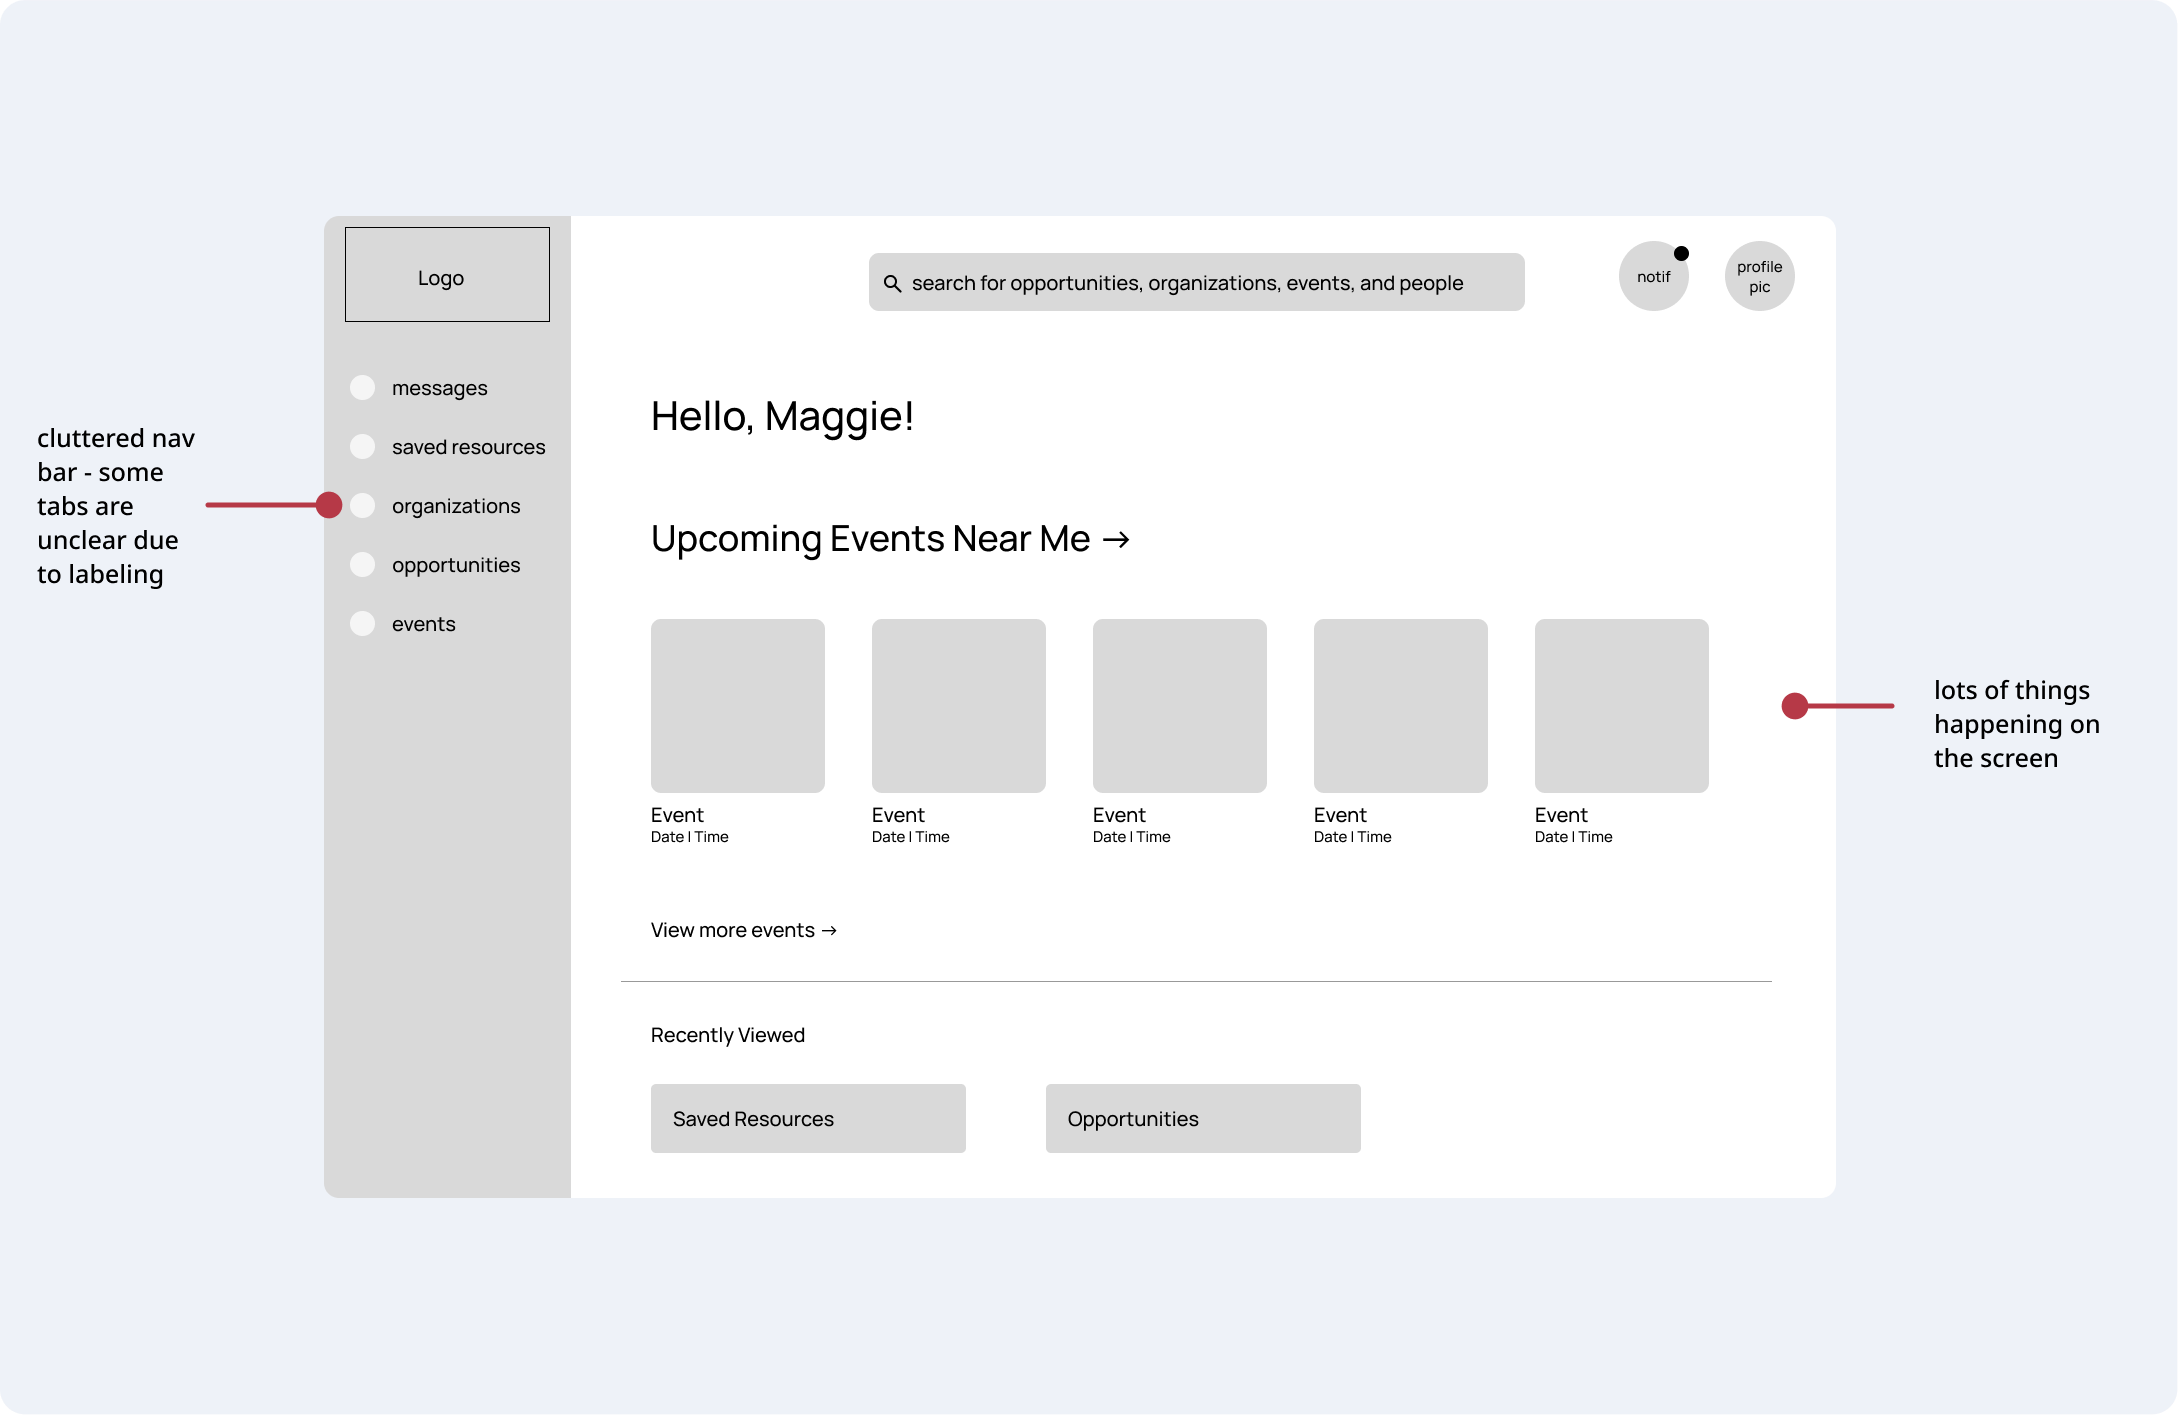 Logo
search for opportunities, organizations, events, and people
notif
profile
pic
messages
saved resources
organizations
opportunities
events
cluttered nav
bar - some
tabs are
unclear due
to labeling
Hello, Maggie!
Upcoming Events Near Me →
Event
Date | Time
Event
Date | Time
Event
Date | Time
Event
Date | Time
Event
Date | Time
lots of things
happening on
the screen
View more events →
Recently Viewed
Saved Resources
Opportunities